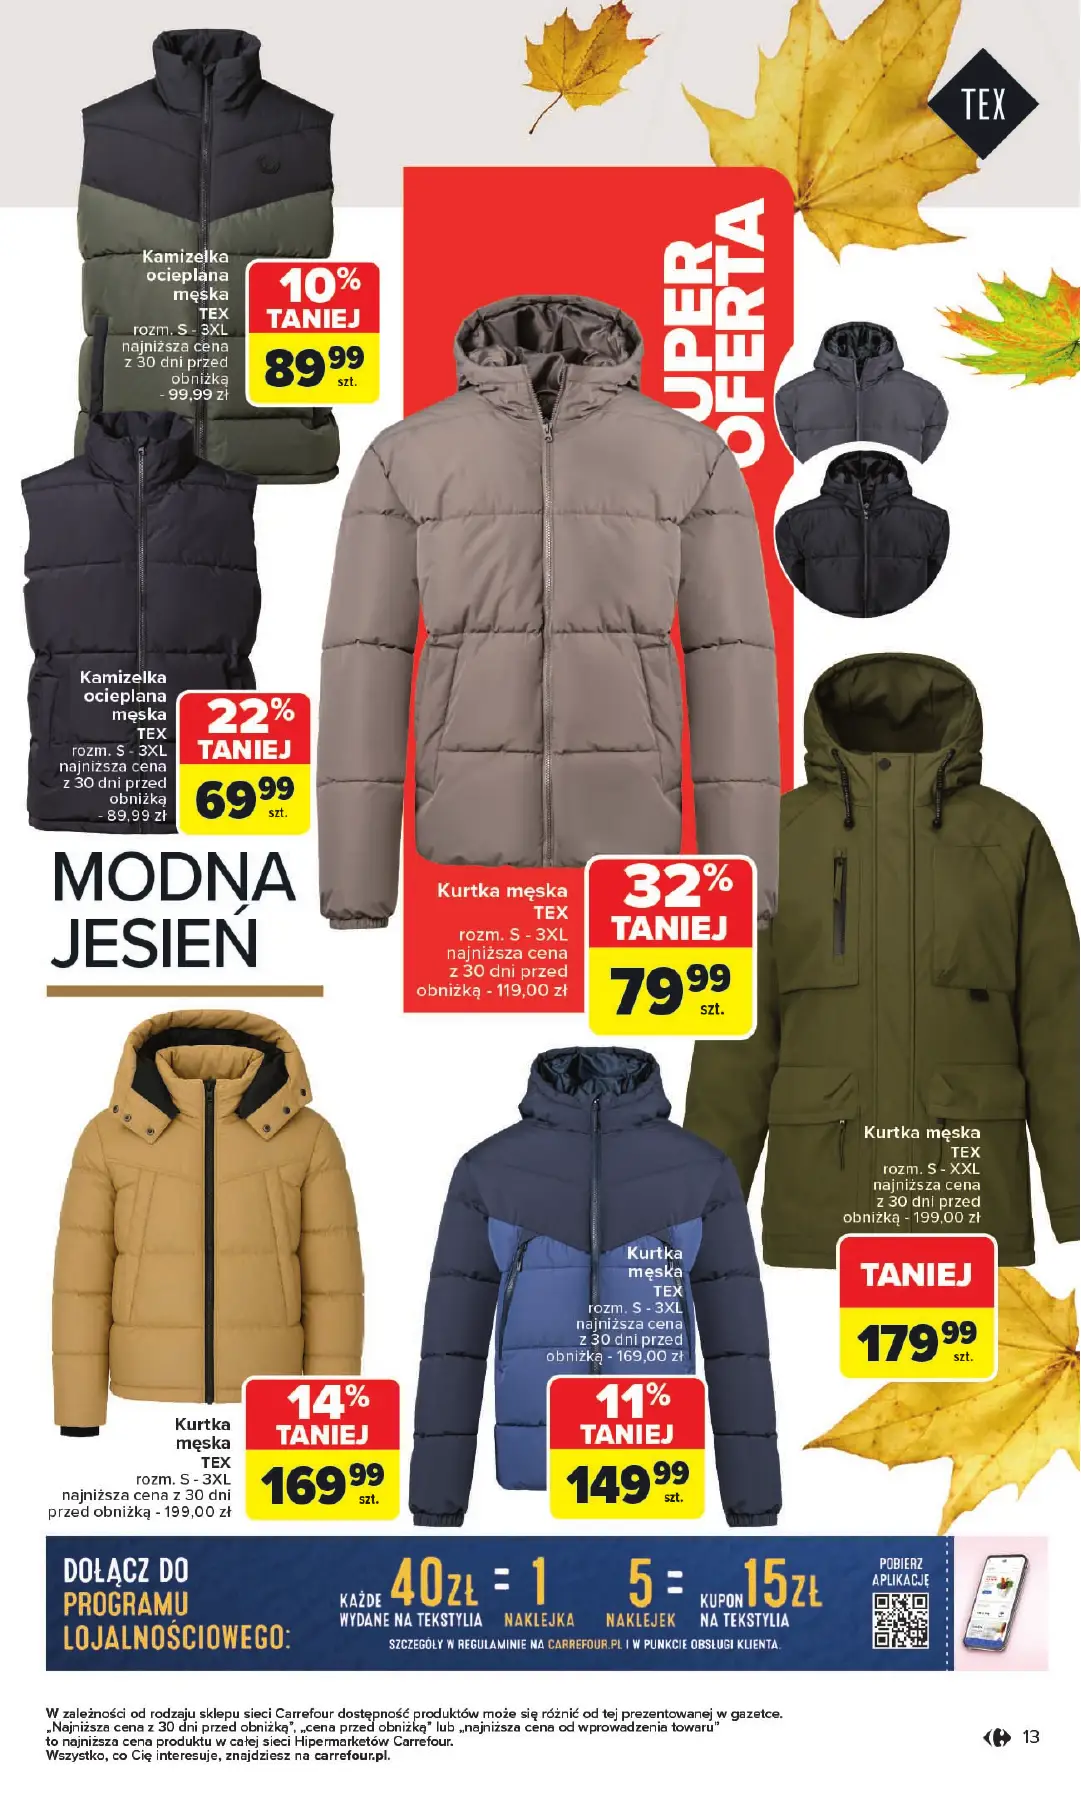 TEX
SUPER
OFERTA
Kamizelka
ocieplana
męska
TEX
rozm. S - 3XL
najniższa cena
z 30 dni przed
obniżką
- 99,99 zł
10%
TANIEJ
89 99
szt.
Kamizelka
ocieplana
męska
TEX
rozm. S - 3XL
najniższa cena
z 30 dni przed
obniżką
- 89,99 zł
22%
TANIEJ
69 99
szt.
MODNA
JESIEŃ
Kurtka męska
TEX
rozm. S - 3XL
najniższa cena
z 30 dni przed
obniżką - 119,00 zł
32%
TANIEJ
79 99
szt.
Kurtka męska
TEX
rozm. S - XXL
najniższa cena
z 30 dni przed
obniżką - 199,00 zł
TANIEJ
179 99
szt.
Kurtka
męska
TEX
rozm. S - 3XL
najniższa cena
z 30 dni przed
obniżką - 169,00 zł
11%
TANIEJ
149 99
szt.
Kurtka
męska
TEX
rozm. S - 3XL
najniższa cena z 30 dni
przed obniżką - 199,00 zł
14%
TANIEJ
169 99
szt.
DOŁĄCZ DO
PROGRAMU
LOJALNOŚCIOWEGO:
KAŻDE 40ZŁ = 1 5 = KUPON 15ZŁ
WYDANE NA TEKSTYLIA NAKLEJKA NAKLEJEK NA TEKSTYLIA
SZCZEGÓŁY W REGULAMINIE NA CARREFOUR.PL I W PUNKCIE OBSŁUGI KLIENTA.
POBIERZ
APLIKACJĘ
W zależności od rodzaju sklepu sieci Carrefour dostępność produktów może się różnić od tej prezentowanej w gazetce.
„Najniższa cena z 30 dni przed obniżką”, „cena przed obniżką” lub „najniższa cena od wprowadzenia towaru”
to najniższa cena produktu w całej sieci Hipermarketów Carrefour.
Wszystko, co Cię interesuje, znajdziesz na carrefour.pl.
13